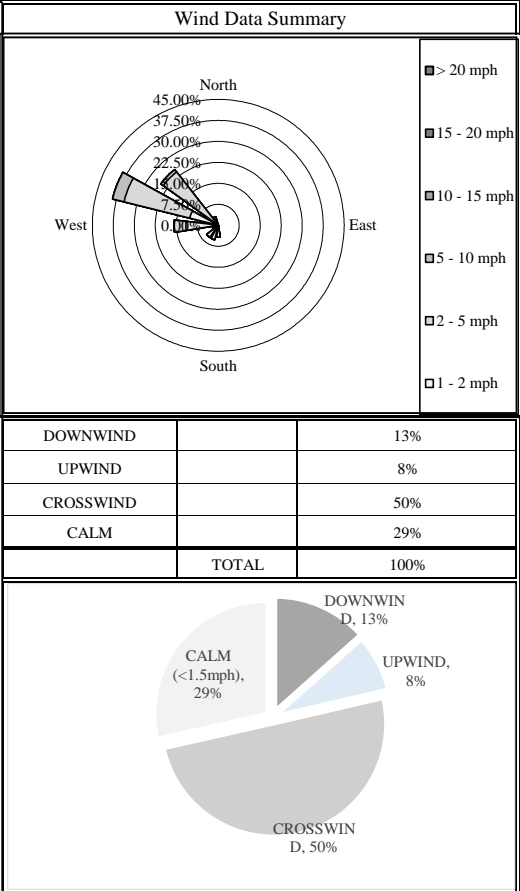 Wind Data Summary
North
45.00%
37.50%
30.00%
22.50%
15.00%
7.50%
0.00%
West
East
South
> 20 mph
15 - 20 mph
10 - 15 mph
5 - 10 mph
2 - 5 mph
1 - 2 mph
DOWNWIND 13%
UPWIND 8%
CROSSWIND 50%
CALM 29%
TOTAL 100%
DOWNWIN
D, 13%
UPWIND,
8%
CALM
(<1.5mph),
29%
CROSSWIN
D, 50%